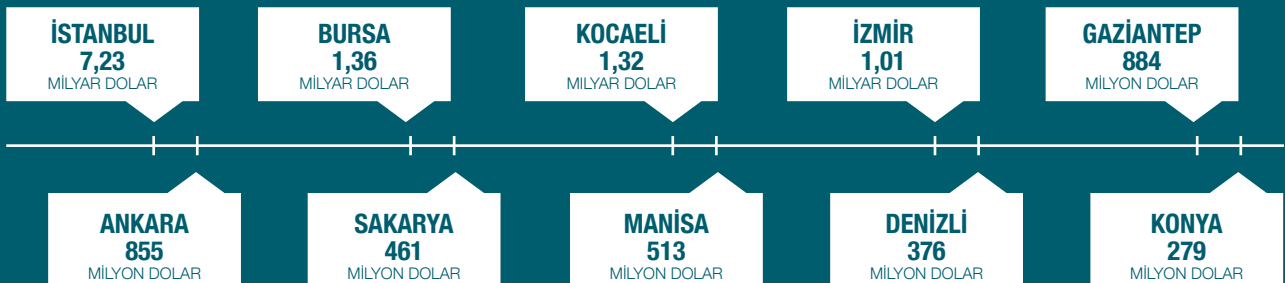 İSTANBUL
7,23
MİLYAR DOLAR
BURSA
1,36
MİLYAR DOLAR
KOCAELİ
1,32
MİLYAR DOLAR
İZMİR
1,01
MİLYAR DOLAR
GAZİANTEP
884
MİLYON DOLAR
ANKARA
855
MİLYON DOLAR
SAKARYA
461
MİLYON DOLAR
MANİSA
513
MİLYON DOLAR
DENİZLİ
376
MİLYON DOLAR
KONYA
279
MİLYON DOLAR